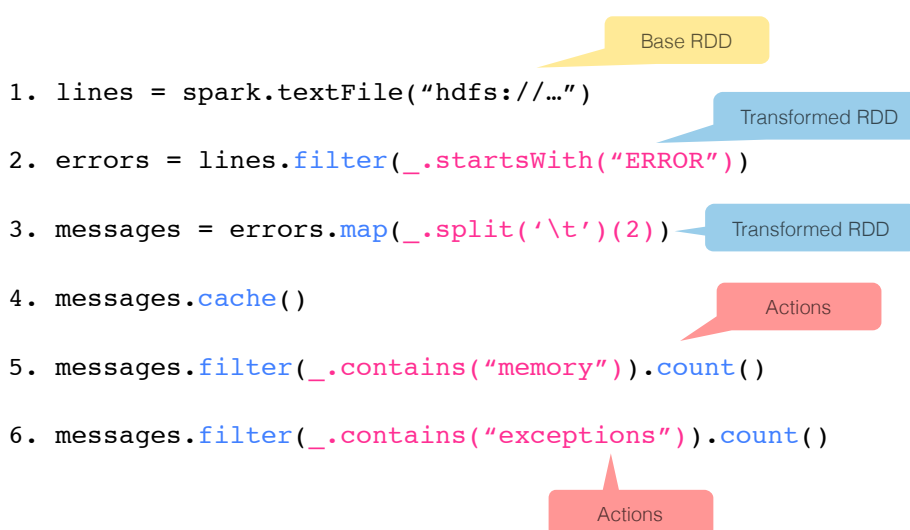 Base RDD
1. lines = spark.textFile(“hdfs://…”)
Transformed RDD
2. errors = lines.filter(_.startsWith(“ERROR”))
3. messages = errors.map(_.split(‘\t’)(2))
Transformed RDD
4. messages.cache()
Actions
5. messages.filter(_.contains(“memory”)).count()
6. messages.filter(_.contains(“exceptions”)).count()
Actions